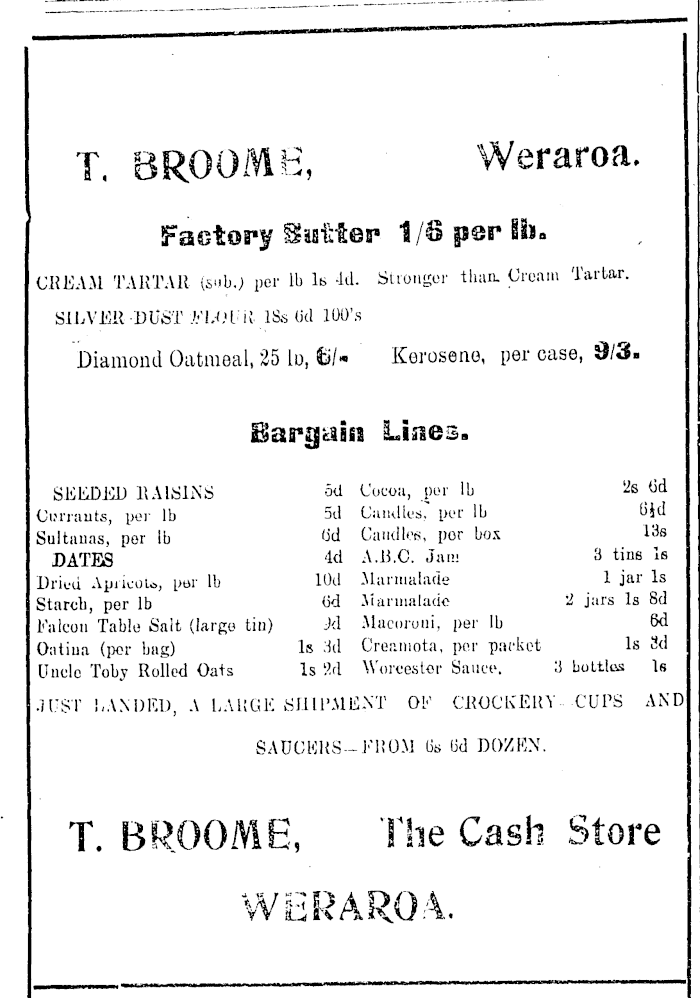 T. BROOME, Weraroa.
Factory Butter 1/6 per lb.
CREAM TARTAR (sub.) per lb 1s 4d. Stronger than Cream Tartar.
SILVER DUST FLOUR 18s 6d 100's
Diamond Oatmeal, 25 lb, 6/- Kerosene, per case, 9/3.
Bargain Lines.
SEEDED RAISINS 5d
Currants, per lb 5d
Sultanas, per lb 6d
DATES 4d
Dried Apricots, per lb 10d
Starch, per lb 6d
Falcon Table Salt (large tin) 9d
Oatina (per bag) 1s 3d
Uncle Toby Rolled Oats 1s 2d
Cocoa, per lb 2s 6d
Candles, per lb 6½d
Candles, per box 13s
A.B.C. Jam 3 tins 1s
Marmalade 1 jar 1s
Marmalade 2 jars 1s 8d
Macoroni, per lb 6d
Creamota, per packet 1s 3d
Worcester Sauce, 3 bottles 1s
JUST LANDED, A LARGE SHIPMENT OF CROCKERY—CUPS AND
SAUCERS—FROM 6s 6d DOZEN.
T. BROOME, The Cash Store
WERAROA.